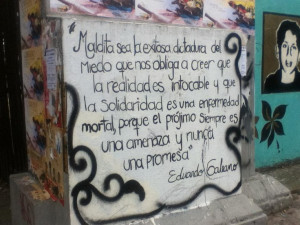 Maldita sea la exitosa dictadura del
miedo que nos obliga a creer que
la realidad es intocable y que
la Solidaridad es una enfermedad
mortal, porque el prójimo siempre es
una amenaza y nunca
una promesa"
Eduardo Galeano